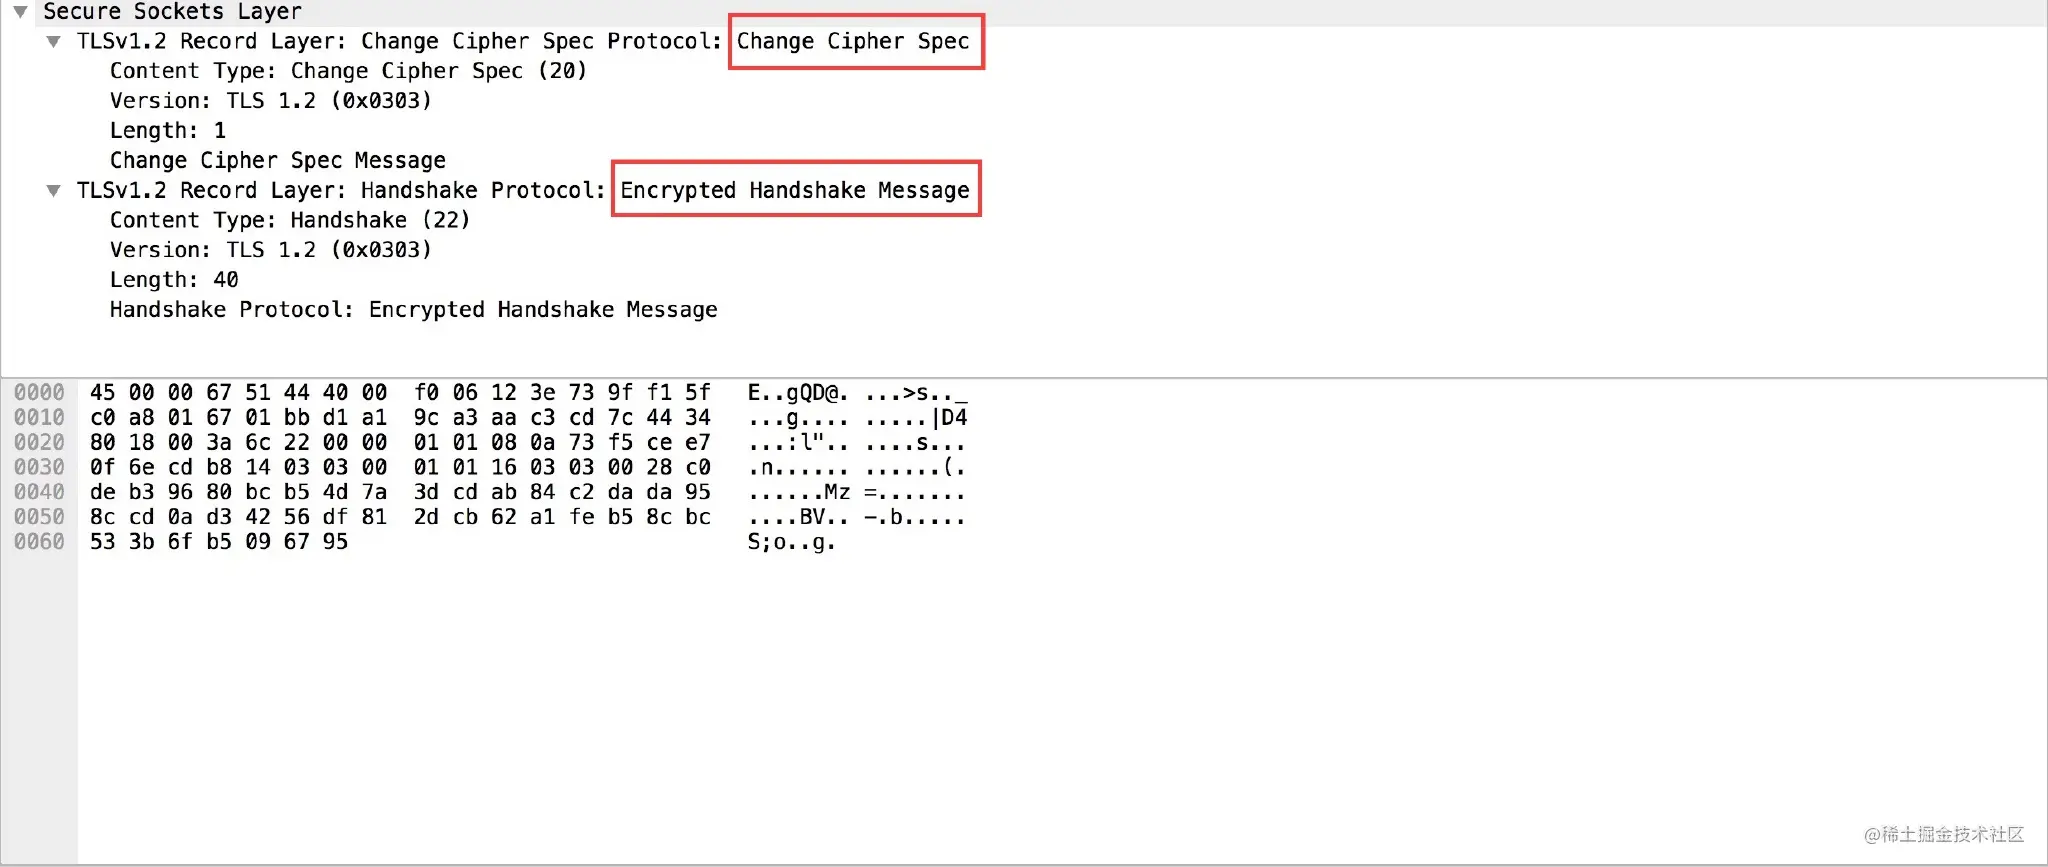 Secure Sockets Layer
TLSv1.2 Record Layer: Change Cipher Spec Protocol: Change Cipher Spec
Content Type: Change Cipher Spec (20)
Version: TLS 1.2 (0x0303)
Length: 1
Change Cipher Spec Message
TLSv1.2 Record Layer: Handshake Protocol: Encrypted Handshake Message
Content Type: Handshake (22)
Version: TLS 1.2 (0x0303)
Length: 40
Handshake Protocol: Encrypted Handshake Message
0000 45 00 00 67 51 44 40 00 f0 06 12 3e 73 9f f1 5f E..gQD@. ...>s.._
0010 c0 a8 01 67 01 bb d1 a1 9c a3 aa c3 cd 7c 44 34 ...g.... .....|D4
0020 80 18 00 3a 6c 22 00 00 01 01 08 0a 73 f5 ce e7 ...:l".. ....s...
0030 0f 6e cd b8 14 03 03 00 01 01 16 03 03 00 28 c0 .n...... ......(.
0040 de b3 96 80 bc b5 4d 7a 3d cd ab 84 c2 da da 95 ......Mz =.......
0050 8c cd 0a d3 42 56 df 81 2d cb 62 a1 fe b5 8c bc ....BV.. -.b.....
0060 53 3b 6f b5 09 67 95 S;o..g.
@稀土掘金技术社区